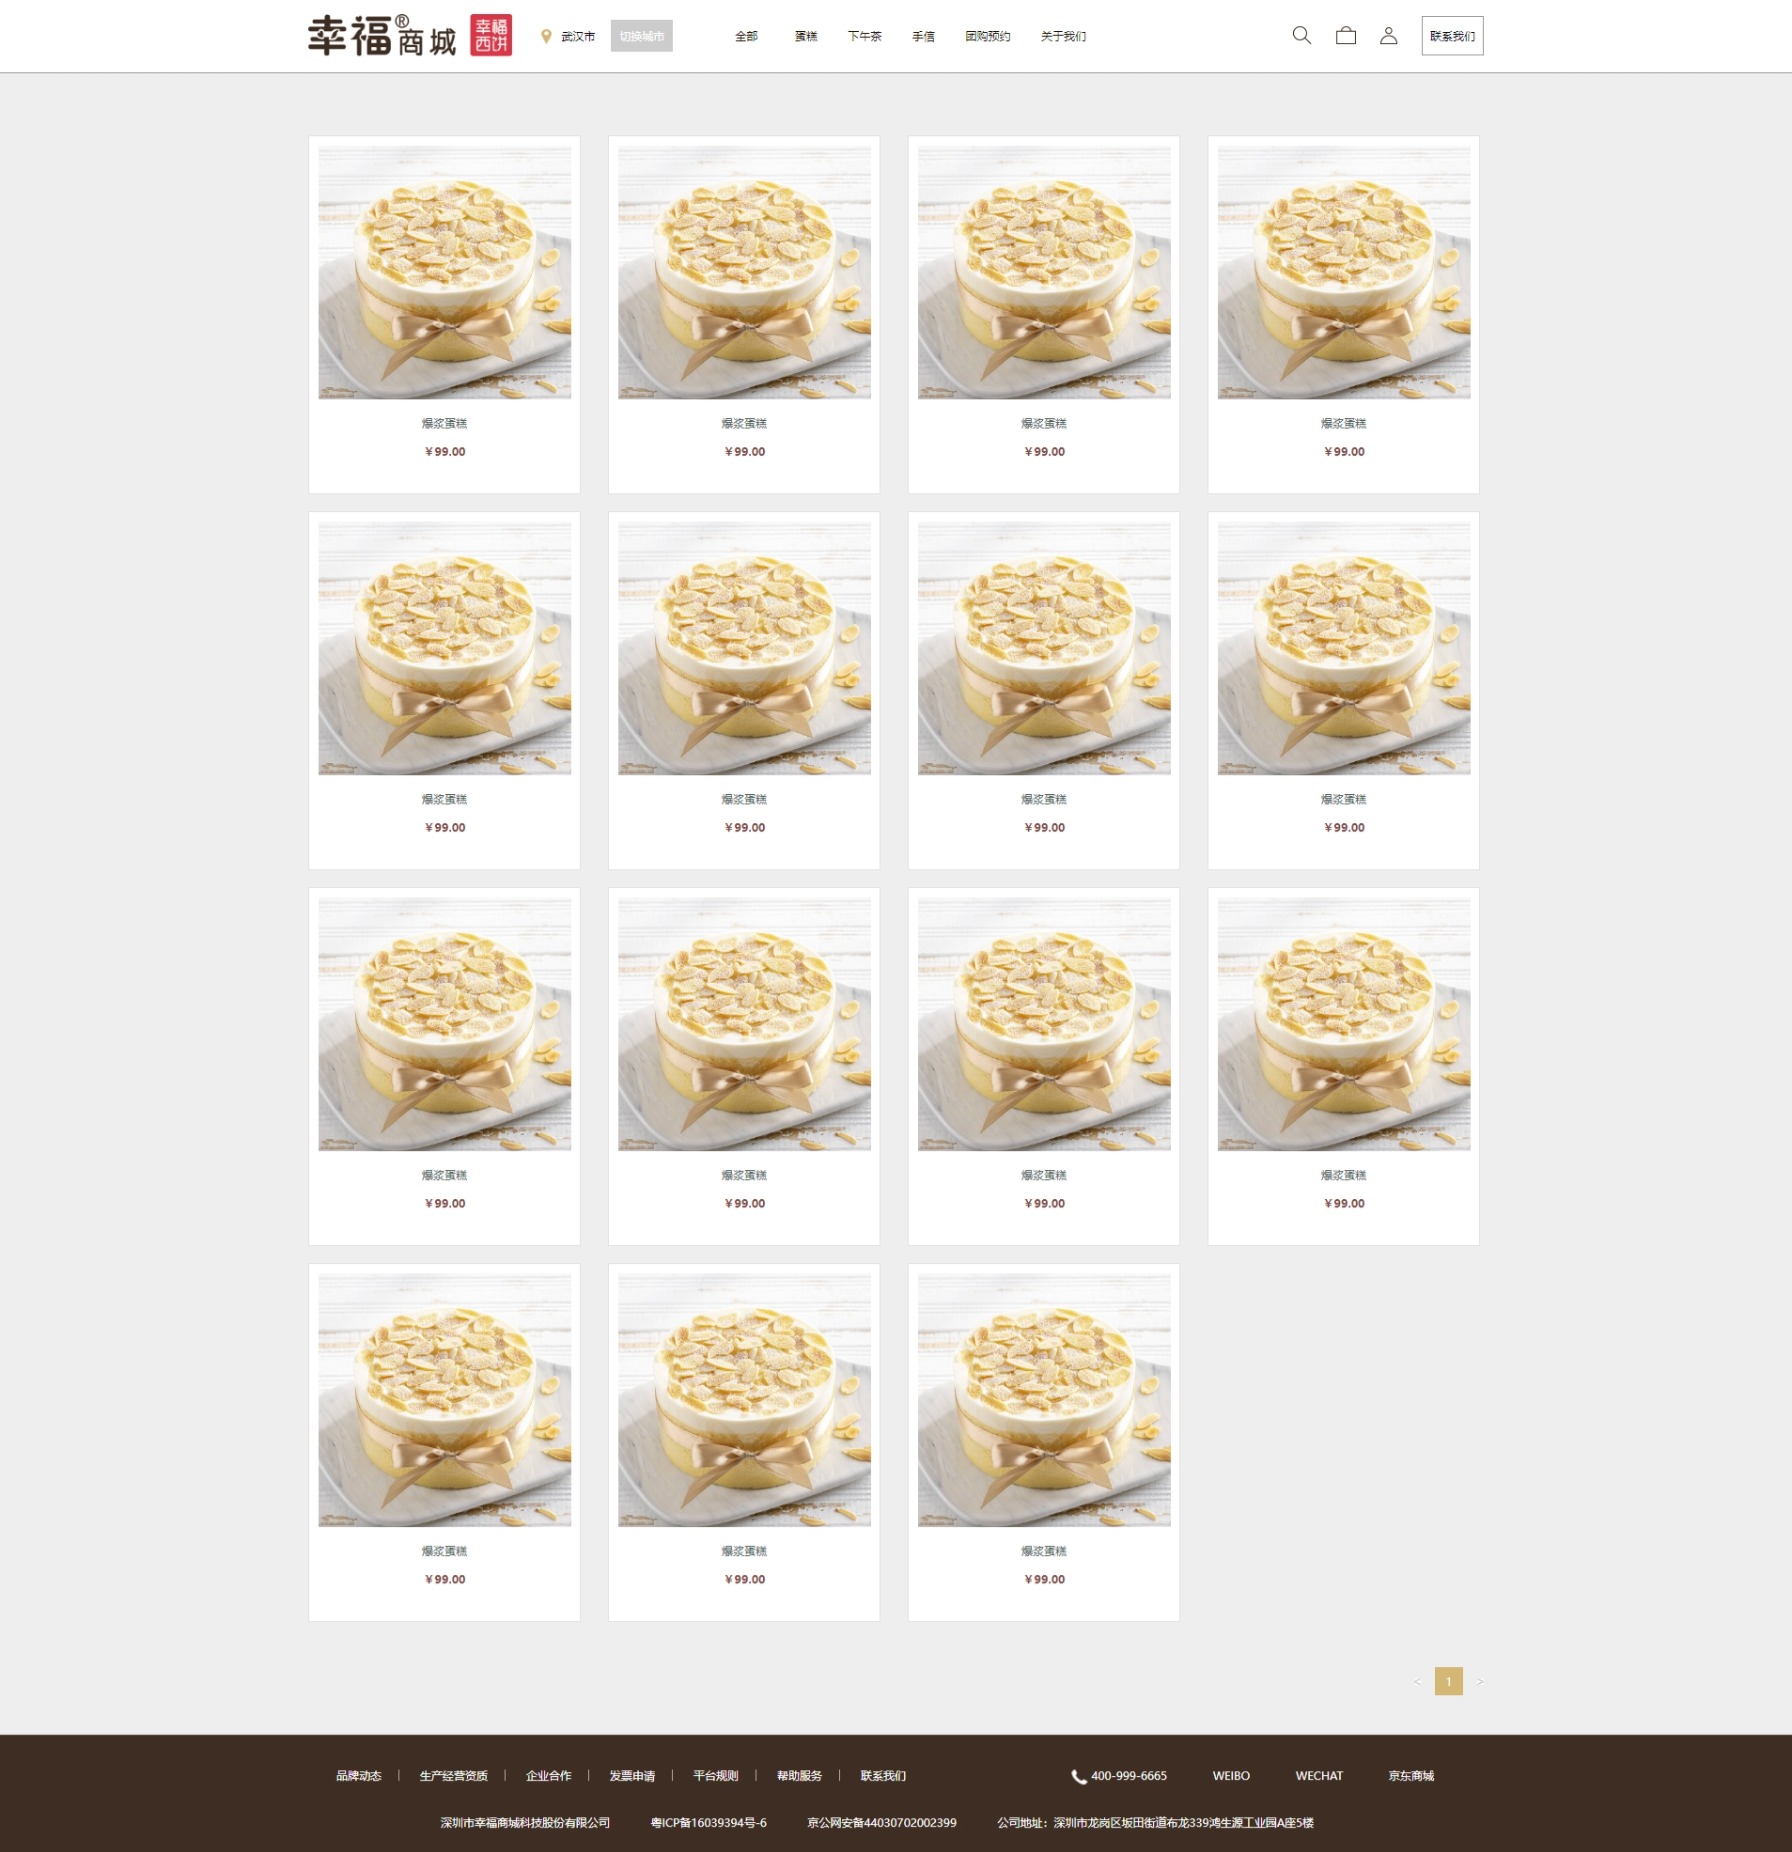 幸福®商城 幸福西饼 武汉市 切换城市 全部 蛋糕 下午茶 手信 团购预约 关于我们 联系我们
爆浆蛋糕 爆浆蛋糕 爆浆蛋糕 爆浆蛋糕
￥99.00 ￥99.00 ￥99.00 ￥99.00
爆浆蛋糕 爆浆蛋糕 爆浆蛋糕 爆浆蛋糕
￥99.00 ￥99.00 ￥99.00 ￥99.00
爆浆蛋糕 爆浆蛋糕 爆浆蛋糕 爆浆蛋糕
￥99.00 ￥99.00 ￥99.00 ￥99.00
爆浆蛋糕 爆浆蛋糕 爆浆蛋糕
￥99.00 ￥99.00 ￥99.00
< 1 >
品牌动态 | 生产经营资质 | 企业合作 | 发票申请 | 平台规则 | 帮助服务 | 联系我们 400-999-6665 WEIBO WECHAT 京东商城
深圳市幸福商城科技股份有限公司 粤ICP备16039394号-6 京公网安备44030702002399 公司地址：深圳市龙岗区坂田街道布龙339鸿生源工业园A座5楼